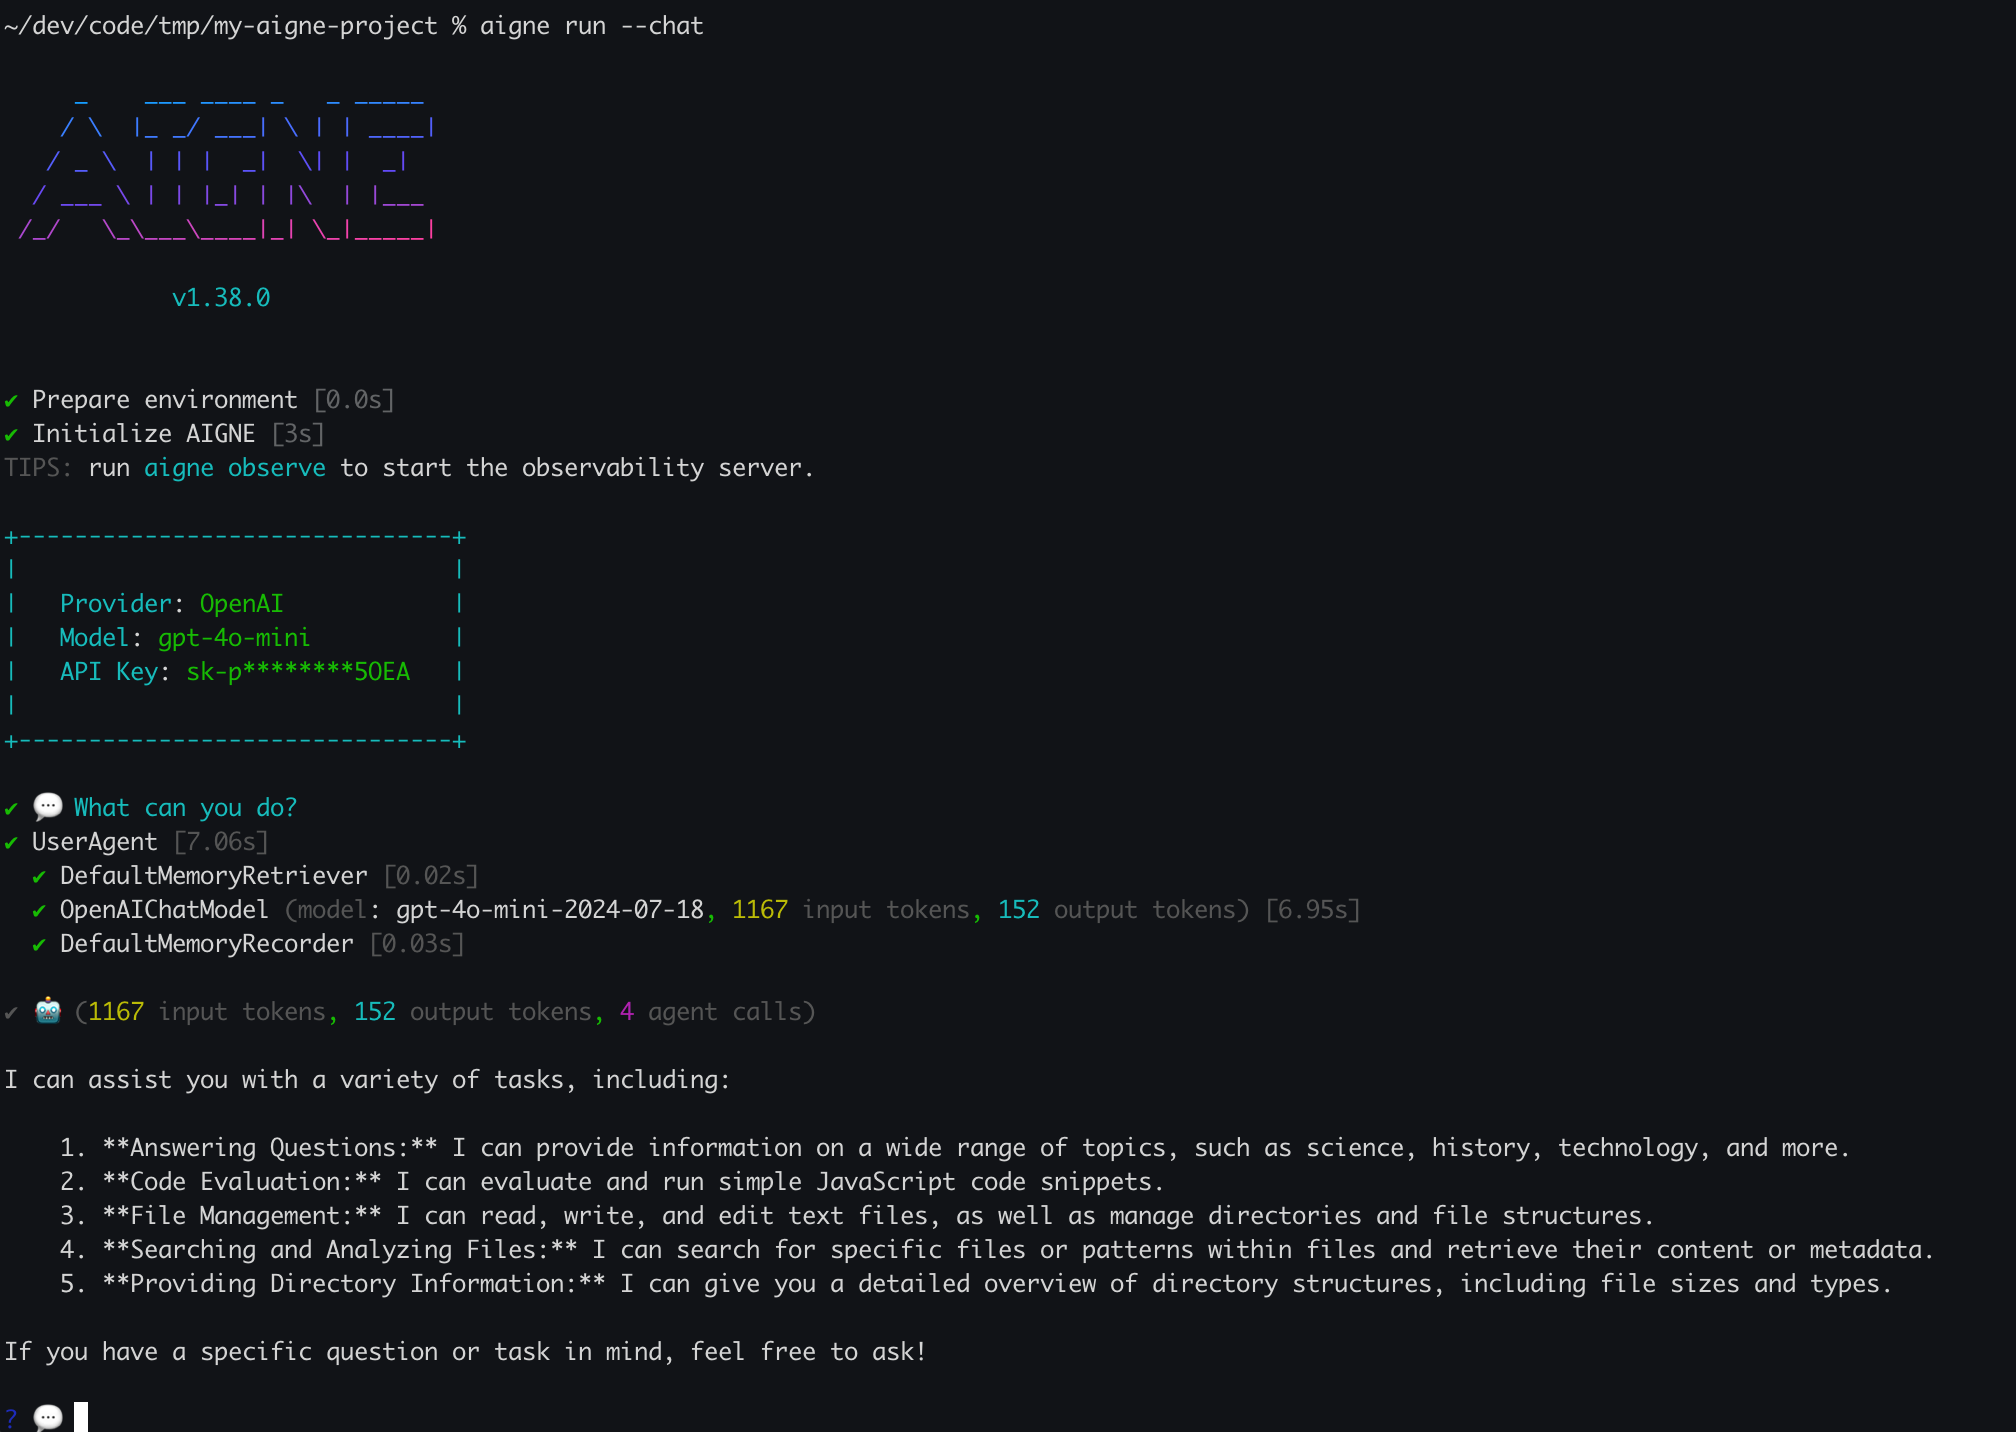 ~/dev/code/tmp/my-aigne-project % aigne run --chat
    _    ___ ____ _   _ _____
   / \  |_ _/ ___| \ | | ____|
  / _ \  | | |  _|  \| |  _|
 / ___ \ | | |_| | |\  | |___
/_/   \_\___\____|_| \_|_____|
v1.38.0
✔ Prepare environment [0.0s]
✔ Initialize AIGNE [3s]
TIPS: run aigne observe to start the observability server.
+-------------------------------+
|                               |
|   Provider: OpenAI            |
|   Model: gpt-4o-mini          |
|   API Key: sk-p********5OEA   |
|                               |
+-------------------------------+
✔ 💬 What can you do?
✔ UserAgent [7.06s]
  ✔ DefaultMemoryRetriever [0.02s]
  ✔ OpenAIChatModel (model: gpt-4o-mini-2024-07-18, 1167 input tokens, 152 output tokens) [6.95s]
  ✔ DefaultMemoryRecorder [0.03s]
✔ 🤖 (1167 input tokens, 152 output tokens, 4 agent calls)
I can assist you with a variety of tasks, including:
    1. **Answering Questions:** I can provide information on a wide range of topics, such as science, history, technology, and more.
    2. **Code Evaluation:** I can evaluate and run simple JavaScript code snippets.
    3. **File Management:** I can read, write, and edit text files, as well as manage directories and file structures.
    4. **Searching and Analyzing Files:** I can search for specific files or patterns within files and retrieve their content or metadata.
    5. **Providing Directory Information:** I can give you a detailed overview of directory structures, including file sizes and types.
If you have a specific question or task in mind, feel free to ask!
? 💬